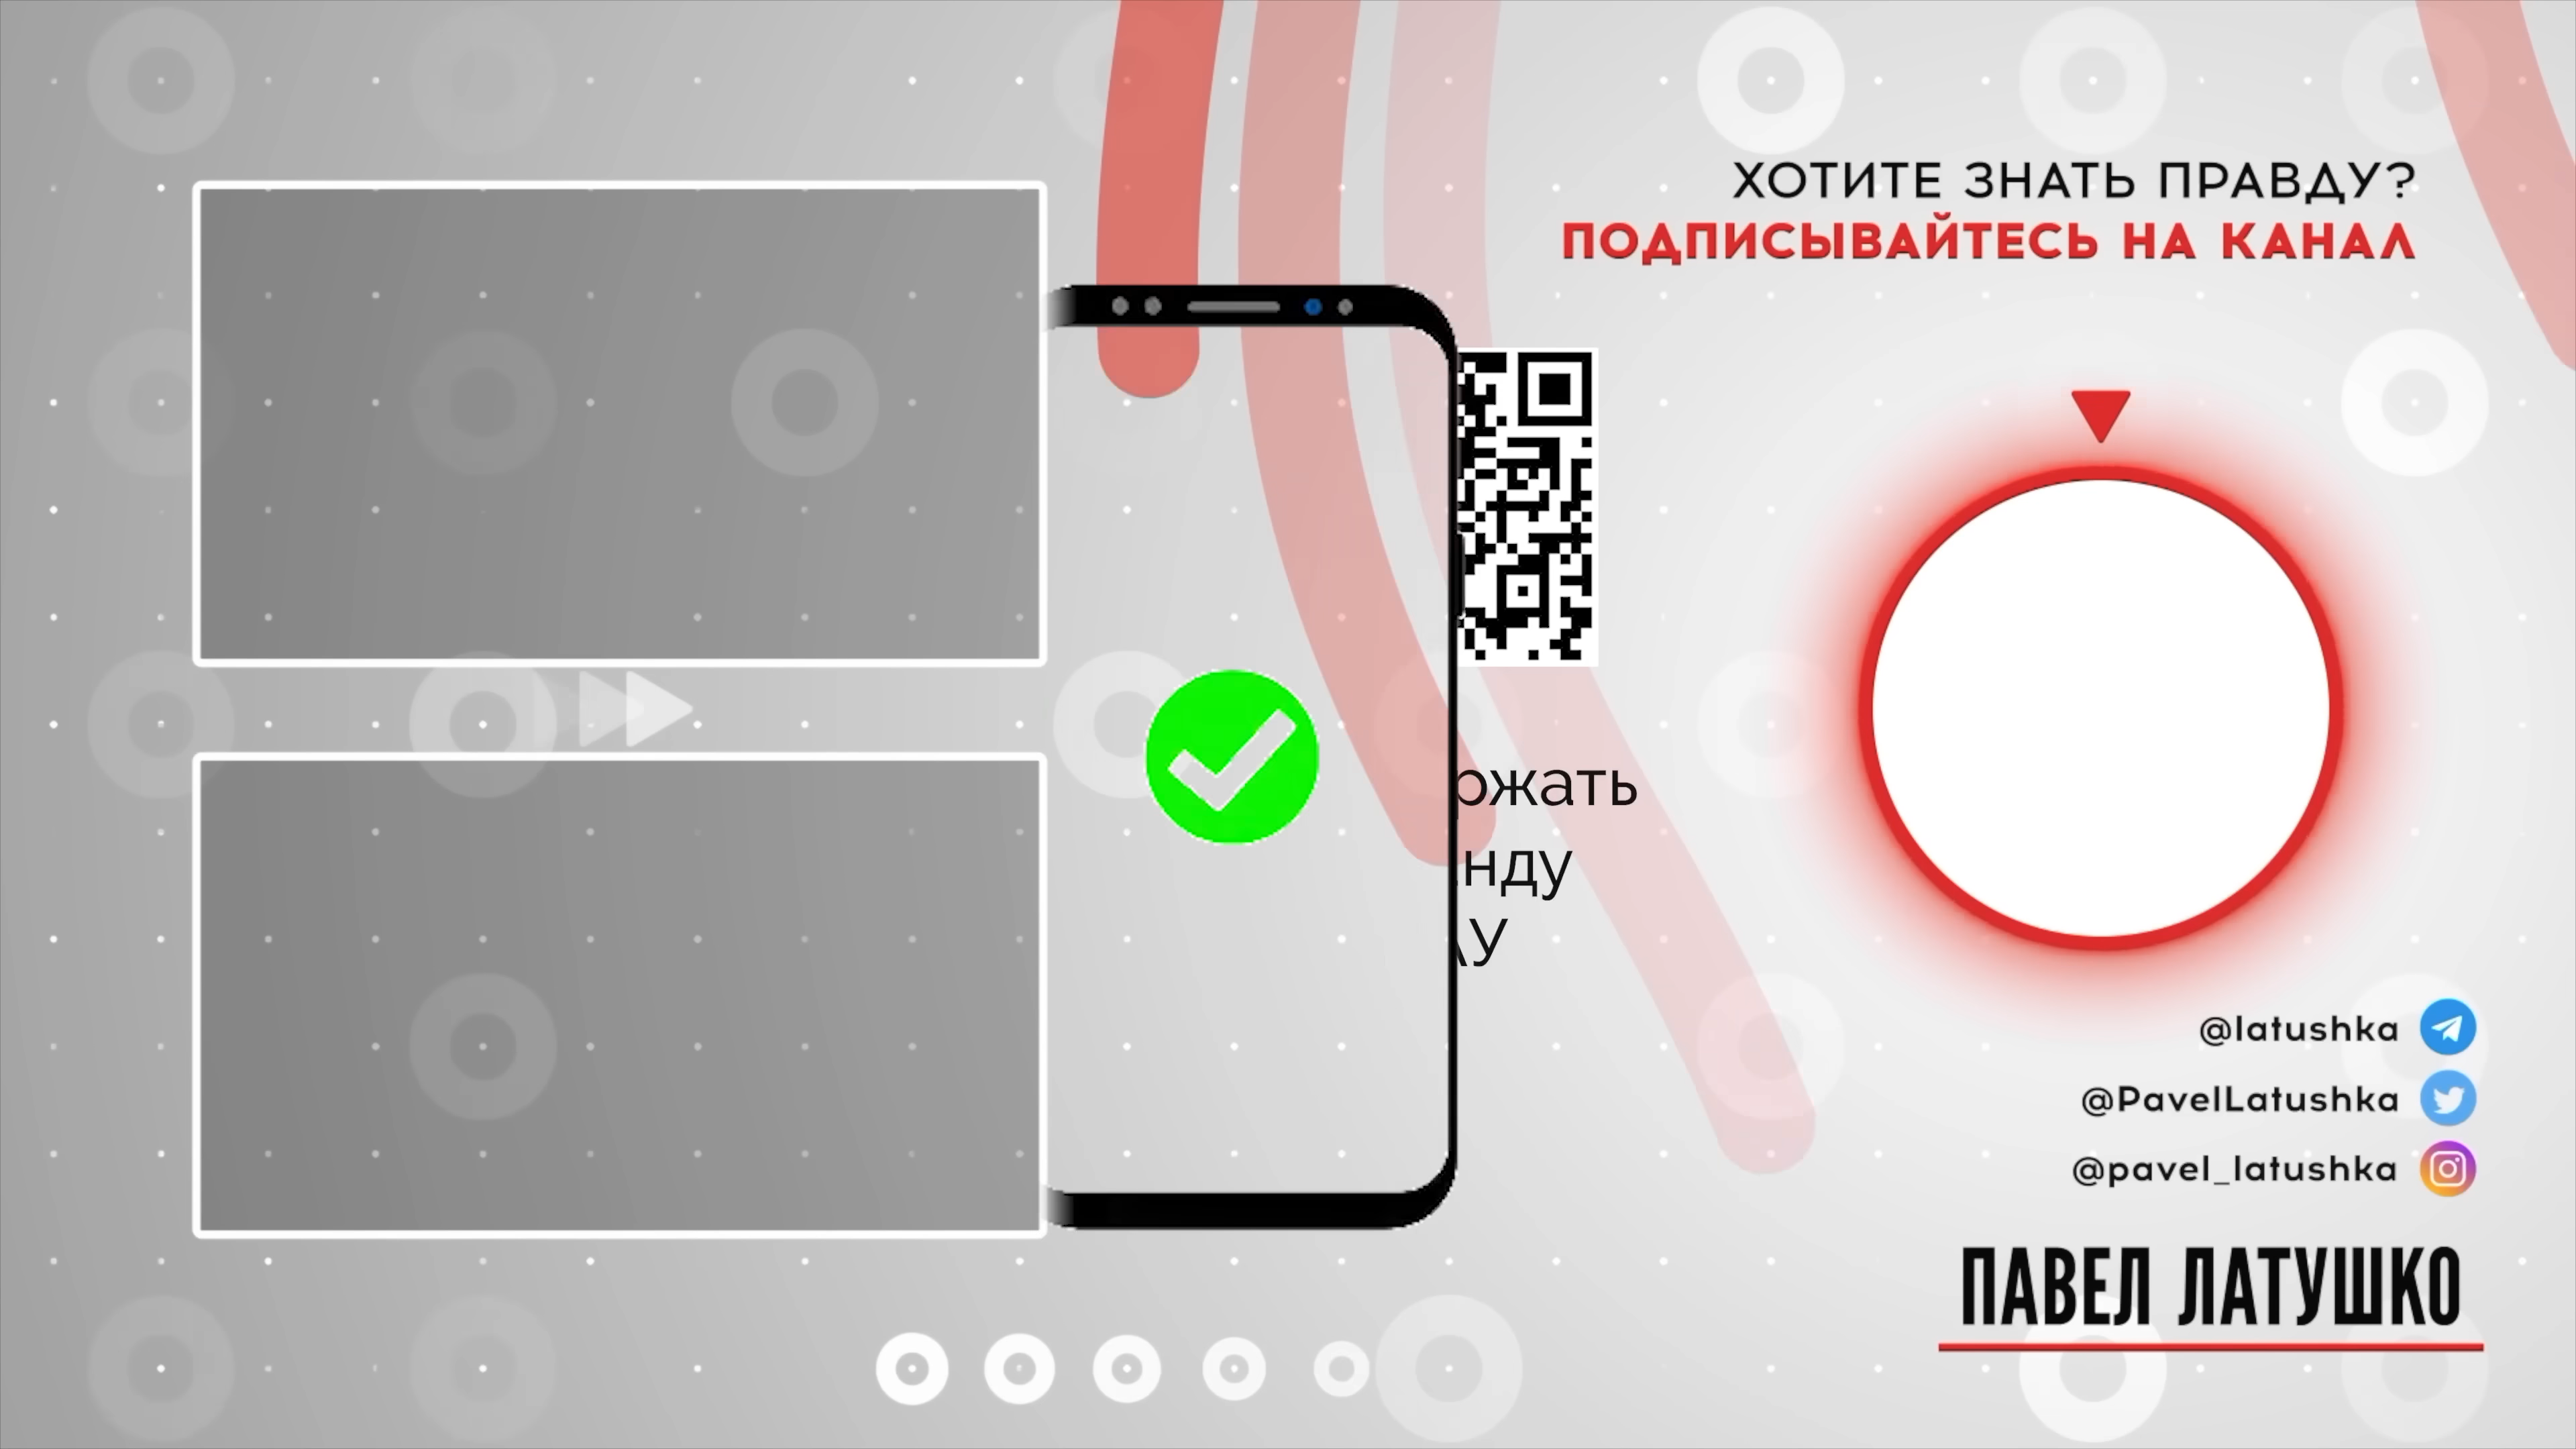 ХОТИТЕ ЗНАТЬ ПРАВДУ?
ПОДПИСЫВАЙТЕСЬ НА КАНАЛ
@latushka
@PavelLatushka
@pavel_latushka
ПАВЕЛ ЛАТУШКО